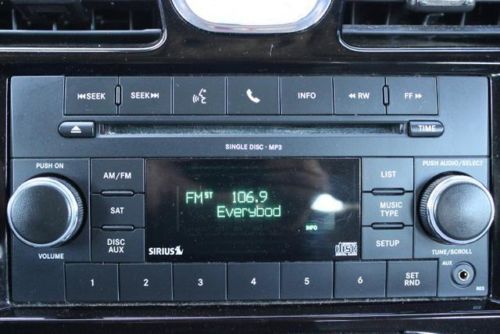 SEEK
SEEK
INFO
RW
FF
TIME
SINGLE DISC · MP3
PUSH ON
VOLUME
AM/FM
SAT
DISC AUX
FM ST 106.9
Everybod
INFO
SIRIUS
disc
LIST
MUSIC TYPE
SETUP
PUSH AUDIO/SELECT
TUNE/SCROLL
1 2 3 4 5 6
SET RND
AUX